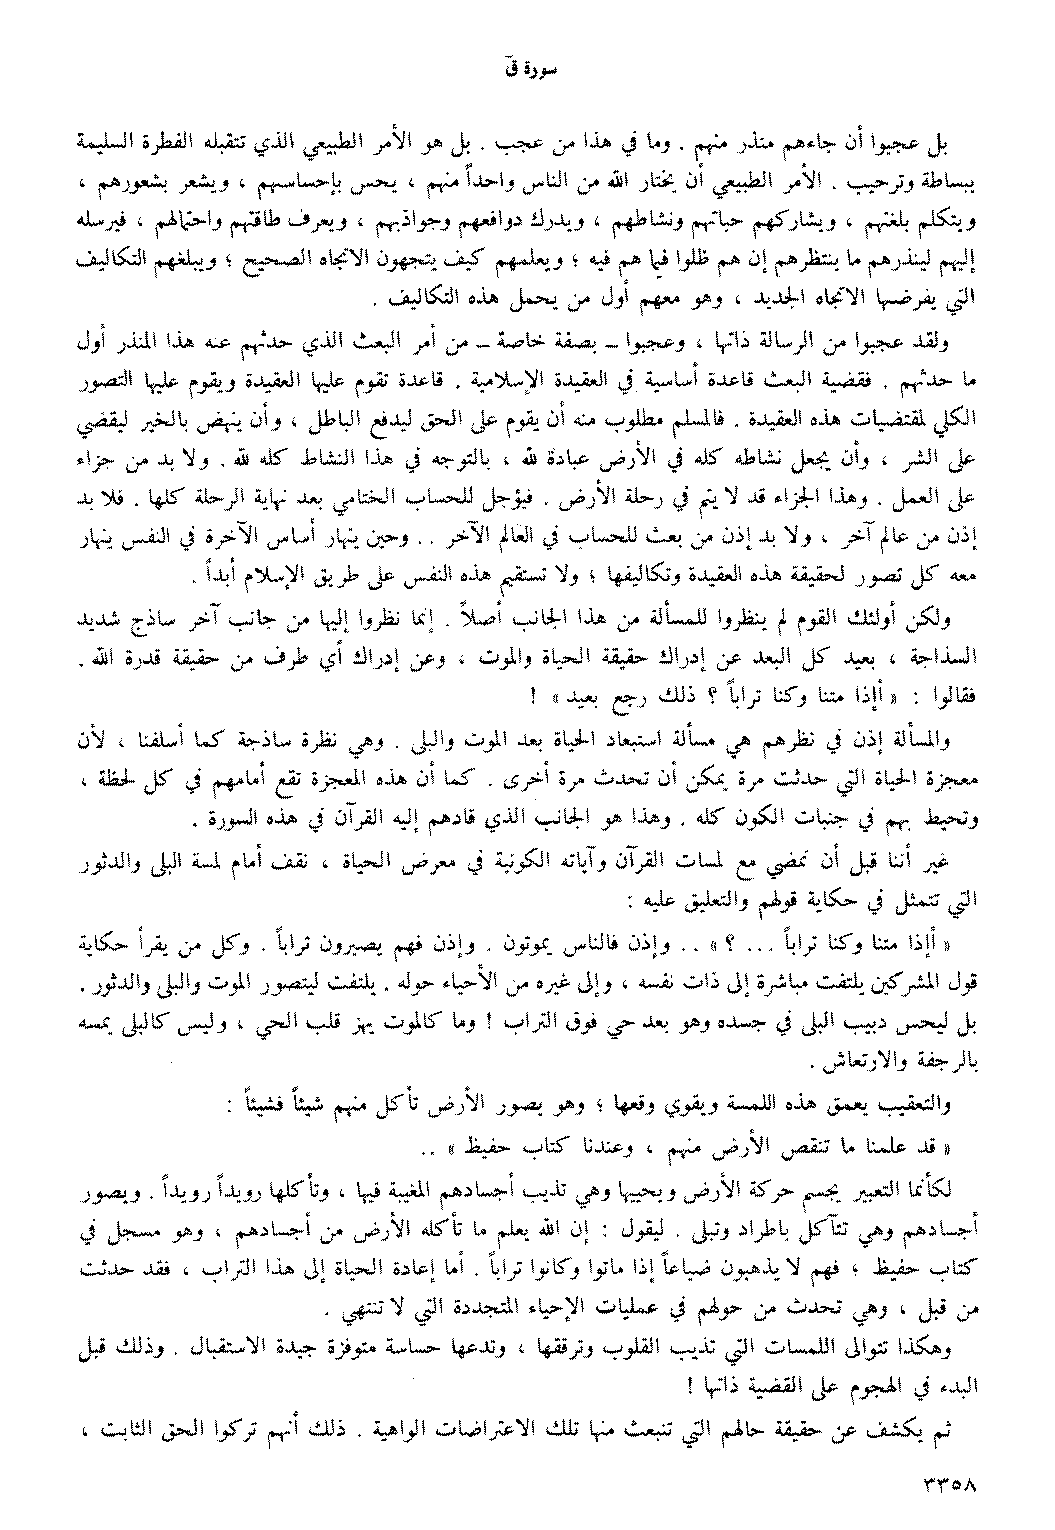 سورة قٓ
بل عجبوا أن جاءهم منذر منهم . وما في هذا من عجب . بل هو الأمر الطبيعي الذي تتقبله الفطرة السليمة
ببساطة وترحيب . الأمر الطبيعي أن يختار الله من الناس واحداً منهم ، يحس بإحساسهم ، ويشعر بشعورهم ،
ويتكلم بلغتهم ، ويشاركهم حياتهم ونشاطهم ، ويدرك دوافعهم وجواذبهم ، ويعرف طاقتهم واحتمالهم ، فيرسله
إليهم لينذرهم ما ينتظرهم إن هم ظلوا فيما هم فيه ؛ ويعلمهم كيف يتجهون الاتجاه الصحيح ؛ ويبلغهم التكاليف
التي يفرضها الاتجاه الجديد ، وهو معهم أول من يحمل هذه التكاليف .
ولقد عجبوا من الرسالة ذاتها ، وعجبوا – بصفة خاصة – من أمر البعث الذي حدثهم عنه هذا المنذر أول
ما حدثهم . فقضية البعث قاعدة أساسية في العقيدة الإسلامية . قاعدة تقوم عليها العقيدة ويقوم عليها التصور
الكلي لمقتضيات هذه العقيدة . فالمسلم مطلوب منه أن يقوم على الحق ليدفع الباطل ، وأن ينهض بالخير ليقضي
على الشر ، وأن يجعل نشاطه كله في الأرض عبادة لله ، بالتوجه في هذا النشاط كله لله . ولا بد من جزاء
على العمل . وهذا الجزاء قد لا يتم في رحلة الأرض . فيؤجل للحساب الختامي بعد نهاية الرحلة كلها . فلا بد
إذن من عالم آخر ، ولا بد إذن من بعث للحساب في العالم الآخر .. وحين ينهار أساس الآخرة في النفس ينهار
معه كل تصور لحقيقة هذه العقيدة وتكاليفها ؛ ولا تستقيم هذه النفس على طريق الإسلام أبداً .
ولكن أولئك القوم لم ينظروا للمسألة من هذا الجانب أصلاً . إنما نظروا إليها من جانب آخر ساذج شديد
السذاجة ، بعيد كل البعد عن إدراك حقيقة الحياة والموت ، وعن إدراك أي طرف من حقيقة قدرة الله .
فقالوا : « أإذا متنا وكنا تراباً ؟ ذلك رجع بعيد » !
والمسألة إذن في نظرهم هي مسألة استبعاد الحياة بعد الموت والبلى . وهي نظرة ساذجة كما أسلفنا ، لأن
معجزة الحياة التي حدثت مرة يمكن أن تحدث مرة أخرى . كما أن هذه المعجزة تقع أمامهم في كل لحظة ،
وتحيط بهم في جنبات الكون كله . وهذا هو الجانب الذي قادهم إليه القرآن في هذه السورة .
غير أننا قبل أن نمضي مع لمسات القرآن وآياته الكونية في معرض الحياة ، نقف أمام لمسة البلى والدثور
التي تتمثل في حكاية قولهم والتعليق عليه :
« أإذا متنا وكنا تراباً ... ؟ » .. وإذن فالناس يموتون . وإذن فهم يصيرون تراباً . وكل من يقرأ حكاية
قول المشركين يلتفت مباشرة إلى ذات نفسه ، وإلى غيره من الأحياء حوله . يلتفت ليتصور الموت والبلى والدثور .
بل ليحس دبيب البلى في جسده وهو بعد حي فوق التراب ! وما كالموت يهز قلب الحي ، وليس كالبلى يمسه
بالرجفة والارتعاش .
والتعقيب يعمق هذه اللمسة ويقوي وقعها ؛ وهو يصور الأرض تأكل منهم شيئاً فشيئاً :
« قد علمنا ما تنقص الأرض منهم ، وعندنا كتاب حفيظ » ..
لكأنما التعبير يجسم حركة الأرض ويحييها وهي تذيب أجسادهم المغيبة فيها ، وتأكلها رويداً رويداً . ويصور
أجسادهم وهي تتآكل باطراد وتبلى . ليقول : إن الله يعلم ما تأكله الأرض من أجسادهم ، وهو مسجل في
كتاب حفيظ ؛ فهم لا يذهبون ضياعاً إذا ماتوا وكانوا تراباً . أما إعادة الحياة إلى هذا التراب ، فقد حدثت
من قبل ، وهي تحدث من حولهم في عمليات الإحياء المتجددة التي لا تنتهي .
وهكذا تتوالى اللمسات التي تذيب القلوب وترققها ، وتدعها حساسة متوفزة جيدة الاستقبال . وذلك قبل
البدء في الهجوم على القضية ذاتها !
ثم يكشف عن حقيقة حالهم التي تنبعث منها تلك الاعتراضات الواهية . ذلك أنهم تركوا الحق الثابت ،
٣٣٥٨